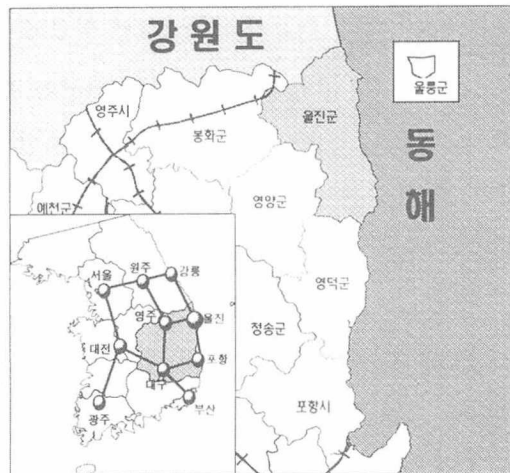 강원도
울릉군
영주시
봉화군
울진군
동
해
예천군
영양군
영덕군
청송군
포항시
서울
원주
강릉
영주
울진
대전
포항
대구
광주
부산